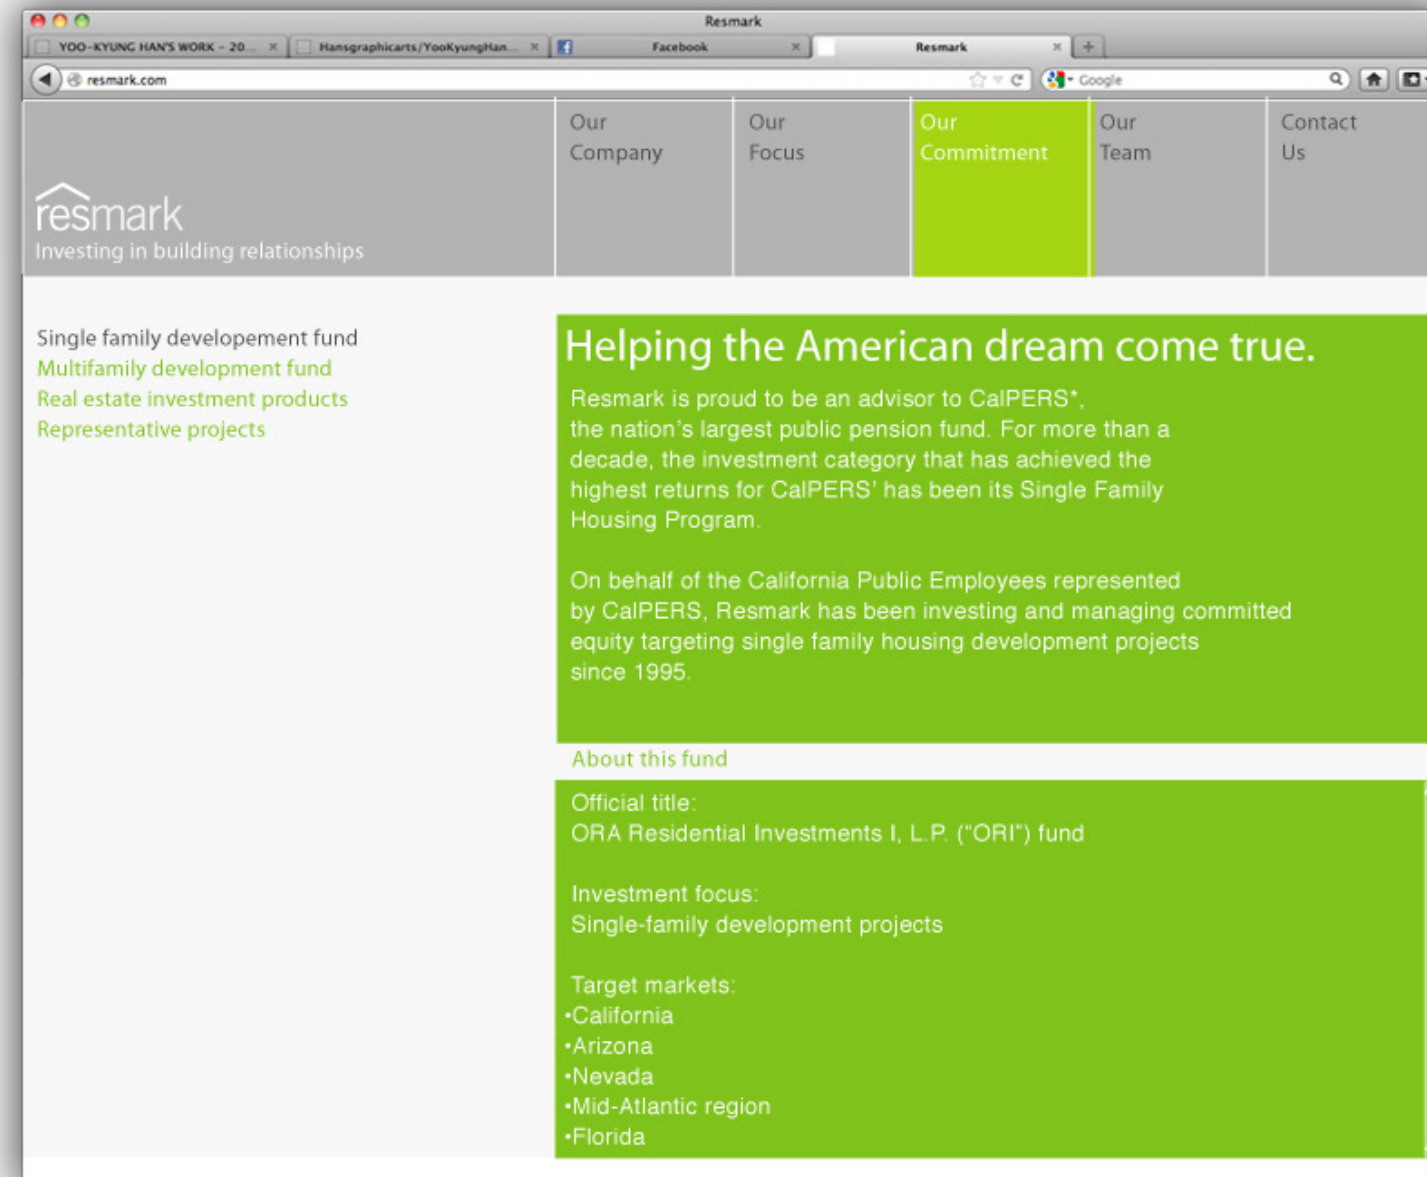 Resmark
YOO-KYUNG HAN'S WORK - 20...
Hansgraphicarts/YooKyungHan...
Facebook
Resmark
resmark.com
Google
Our
Company
Our
Focus
Our
Commitment
Our
Team
Contact
Us
resmark
Investing in building relationships
Single family developement fund
Multifamily development fund
Real estate investment products
Representative projects
Helping the American dream come true.
Resmark is proud to be an advisor to CalPERS*,
the nation's largest public pension fund. For more than a
decade, the investment category that has achieved the
highest returns for CalPERS' has been its Single Family
Housing Program.
On behalf of the California Public Employees represented
by CalPERS, Resmark has been investing and managing committed
equity targeting single family housing development projects
since 1995.
About this fund
Official title:
ORA Residential Investments I, L.P. (“ORI”) fund
Investment focus:
Single-family development projects
Target markets:
•California
•Arizona
•Nevada
•Mid-Atlantic region
•Florida